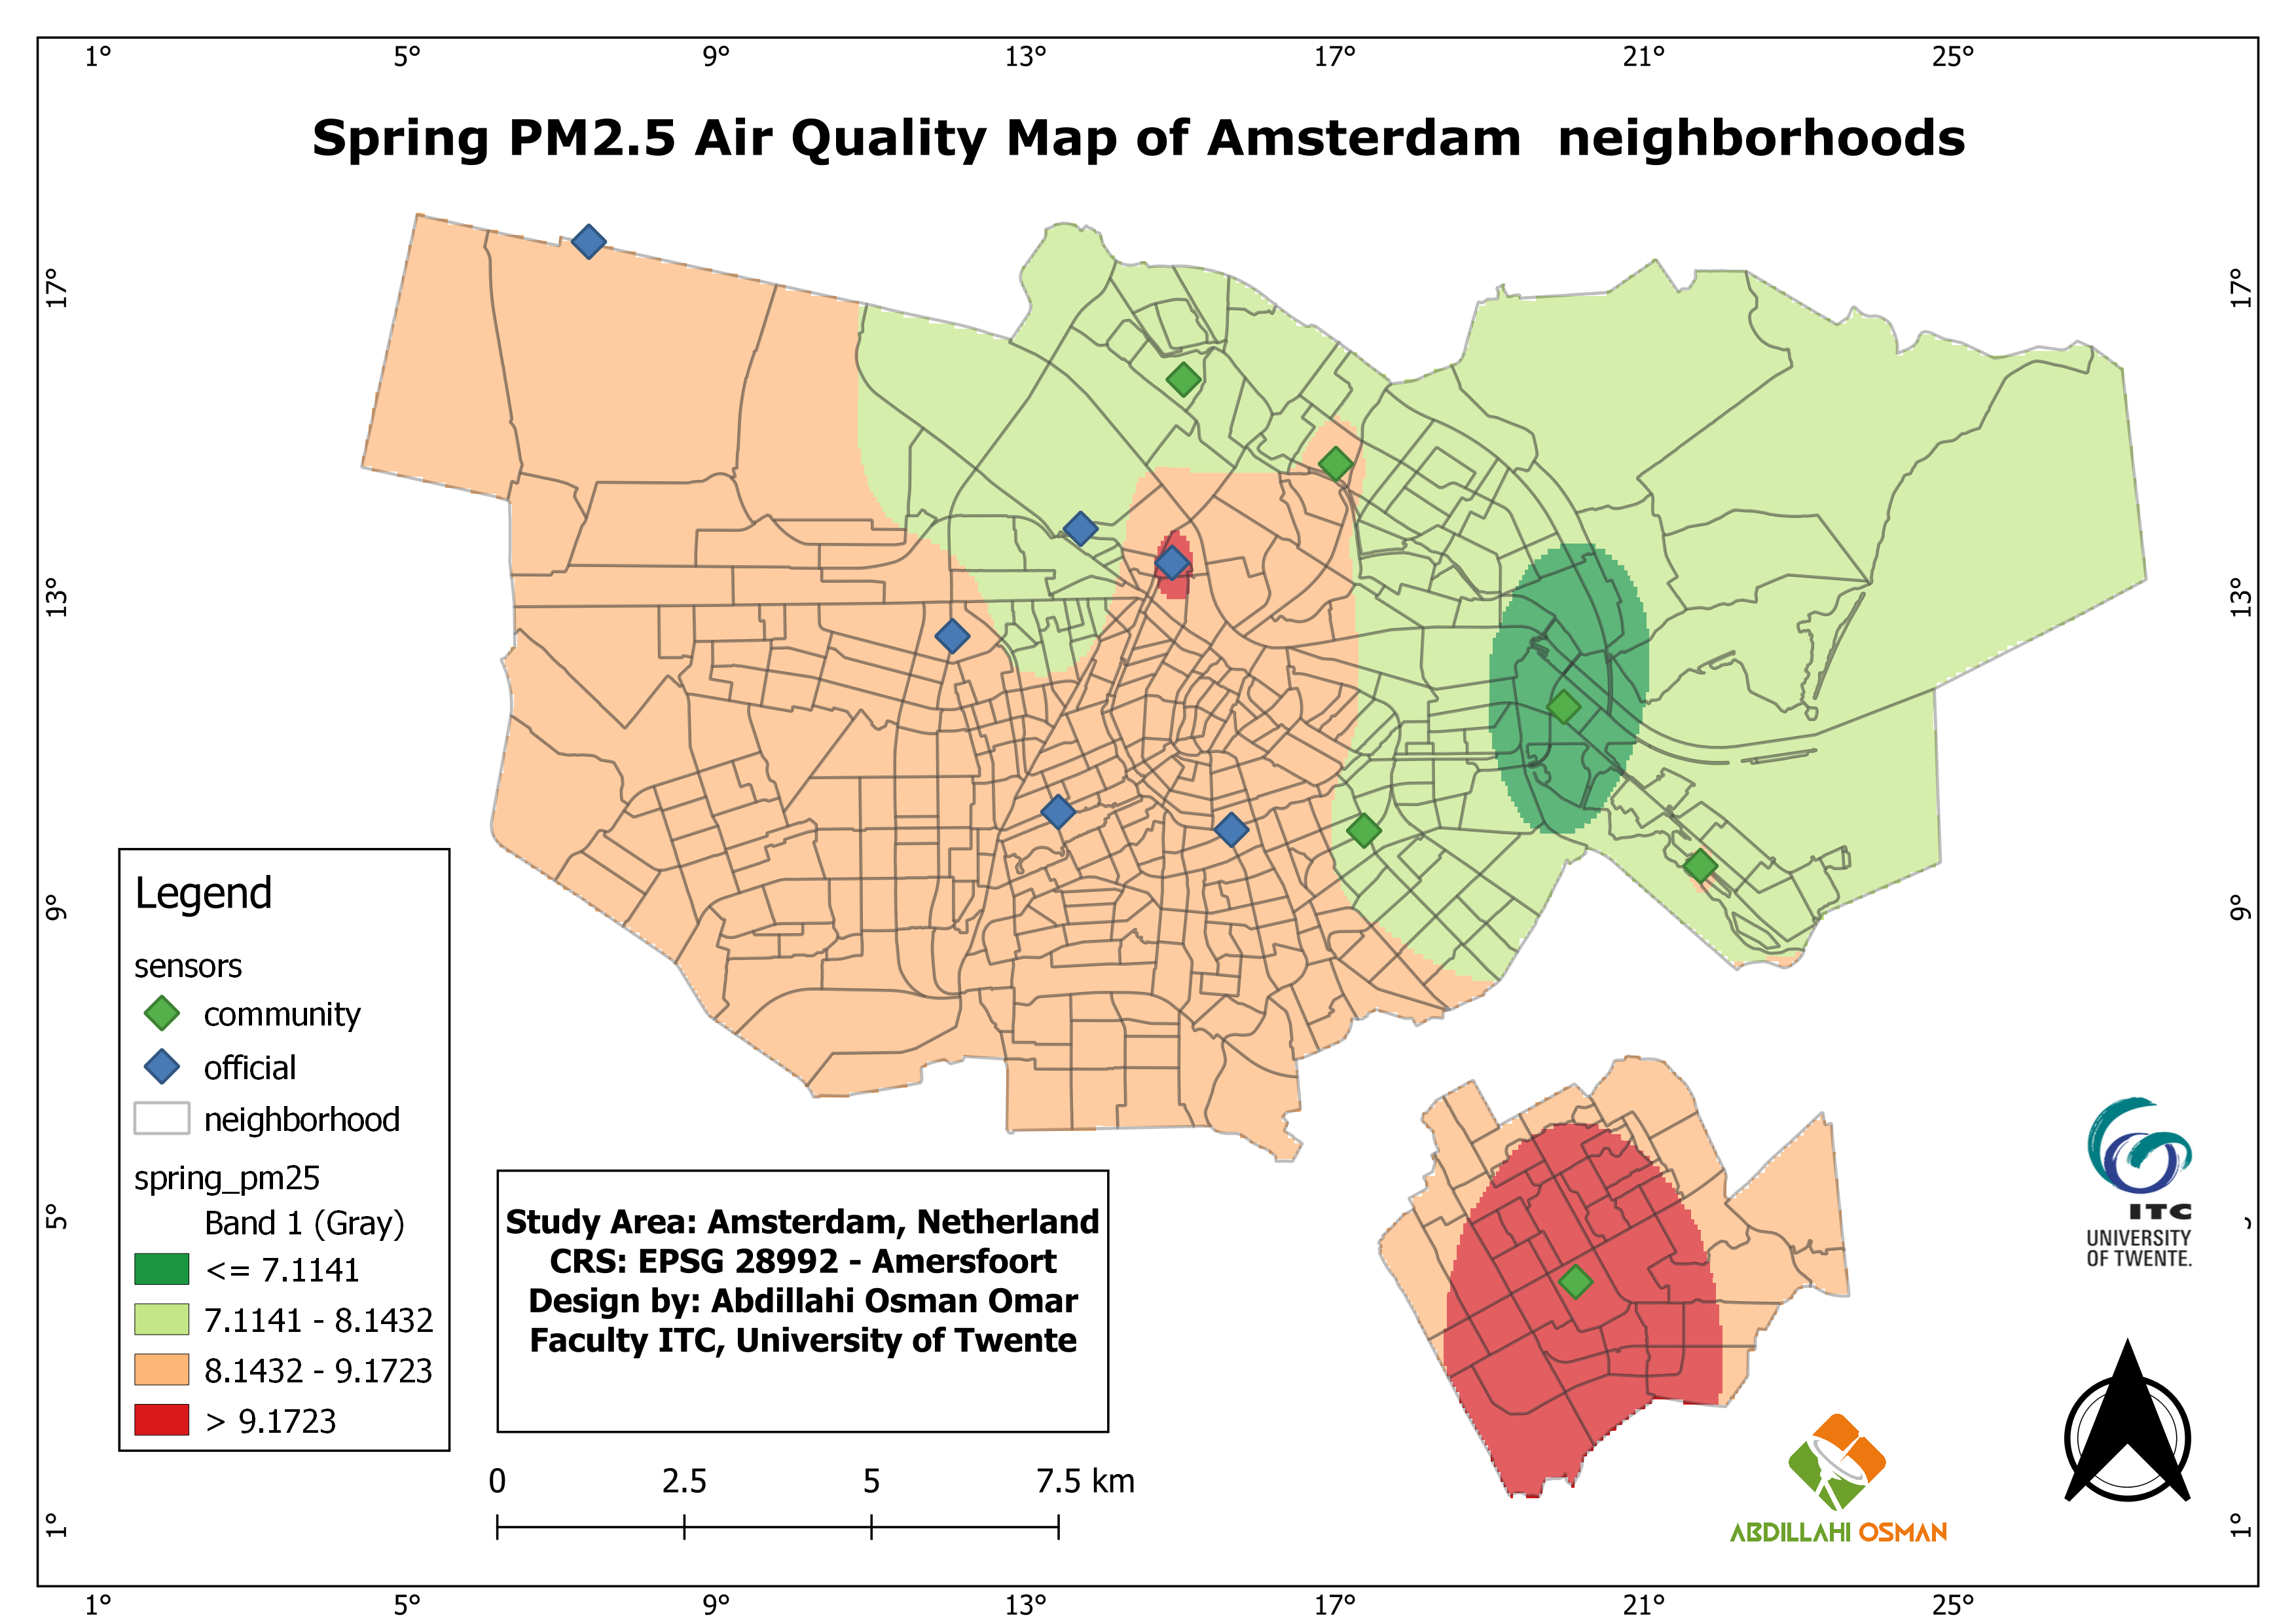 1° 5° 9° 13° 17° 21° 25°
Spring PM2.5 Air Quality Map of Amsterdam  neighborhoods
17° 17°
13° 13°
9° 9°
Legend
sensors
community
official
neighborhood
spring_pm25
Band 1 (Gray)
<= 7.1141
7.1141 - 8.1432
8.1432 - 9.1723
> 9.1723
5°
Study Area: Amsterdam, Netherland
CRS: EPSG 28992 - Amersfoort
Design by: Abdillahi Osman Omar
Faculty ITC, University of Twente
ITC
UNIVERSITY
OF TWENTE.
0 2.5 5 7.5 km
ABDILLAHI OSMAN
1° 1°
1° 5° 9° 13° 17° 21° 25°